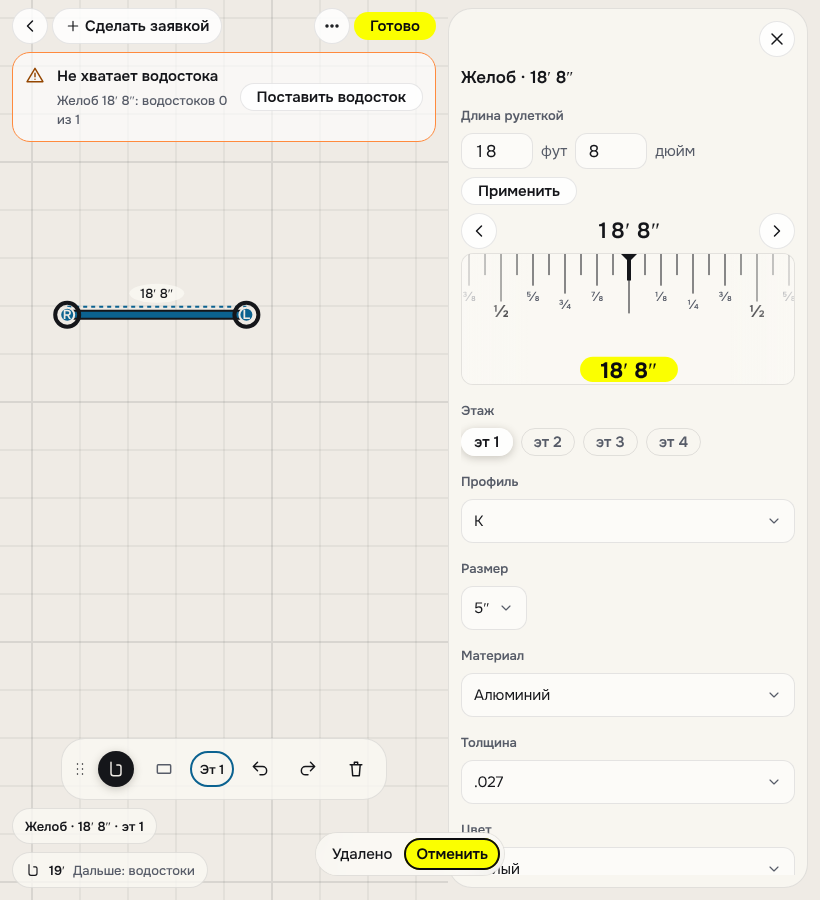 Сделать заявкой
Готово
Не хватает водостока
Желоб 18′ 8″: водостоков 0
из 1
Поставить водосток
18′ 8″
R
L
Эт 1
Желоб · 18′ 8″ · эт 1
19′ Дальше: водостоки
Желоб · 18′ 8″
Длина рулеткой
18 фут 8 дюйм
Применить
18′ 8″
⅜ ½ ⅝ ¾ ⅞ ⅛ ¼ ⅜ ½ ⅝
18′ 8″
Этаж
эт 1 эт 2 эт 3 эт 4
Профиль
K
Размер
5″
Материал
Алюминий
Толщина
.027
Цвет
Удалено Отменить